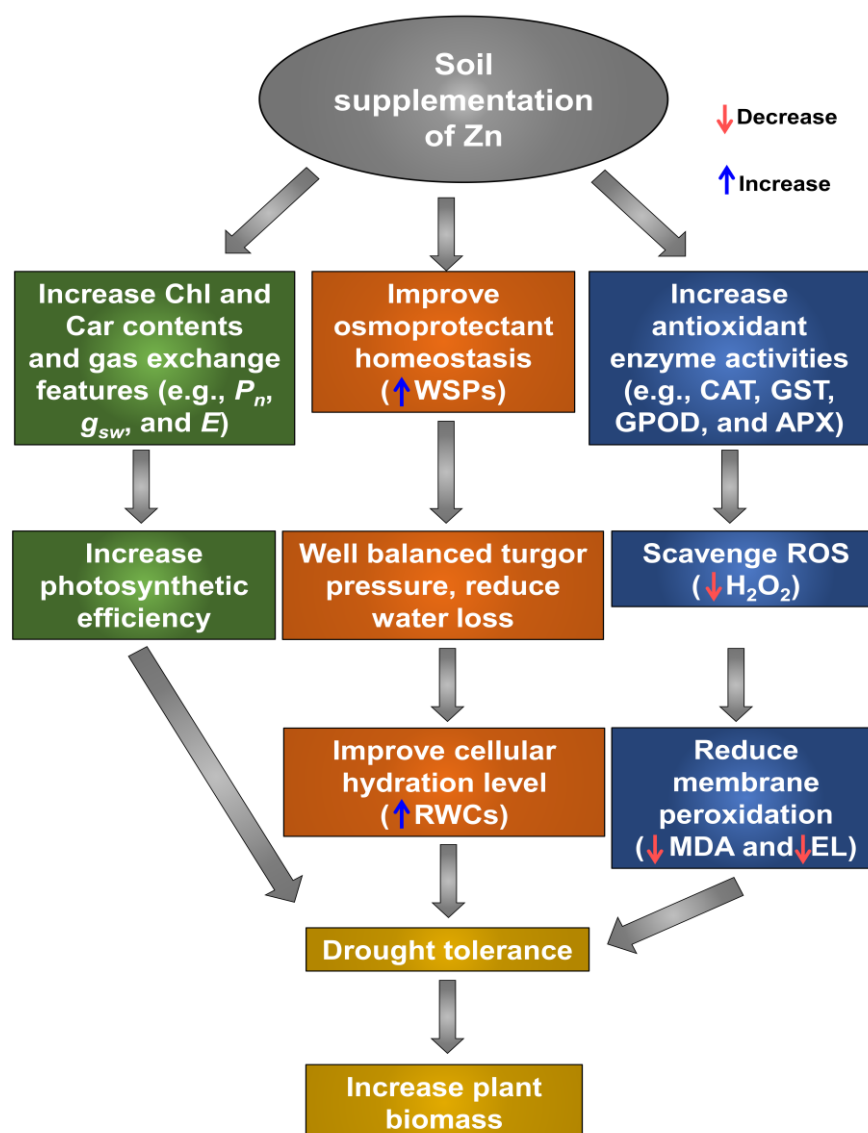 Soil
supplementation
of Zn
↓Decrease
↑Increase
Increase Chl and
Car contents
and gas exchange
features (e.g., Pn,
gsw, and E)
Improve
osmoprotectant
homeostasis
(↑WSPs)
Increase
antioxidant
enzyme activities
(e.g., CAT, GST,
GPOD, and APX)
Increase
photosynthetic
efficiency
Well balanced turgor
pressure, reduce
water loss
Scavenge ROS
(↓H₂O₂)
Improve cellular
hydration level
(↑RWCs)
Reduce
membrane
peroxidation
(↓MDA and↓EL)
Drought tolerance
Increase plant
biomass